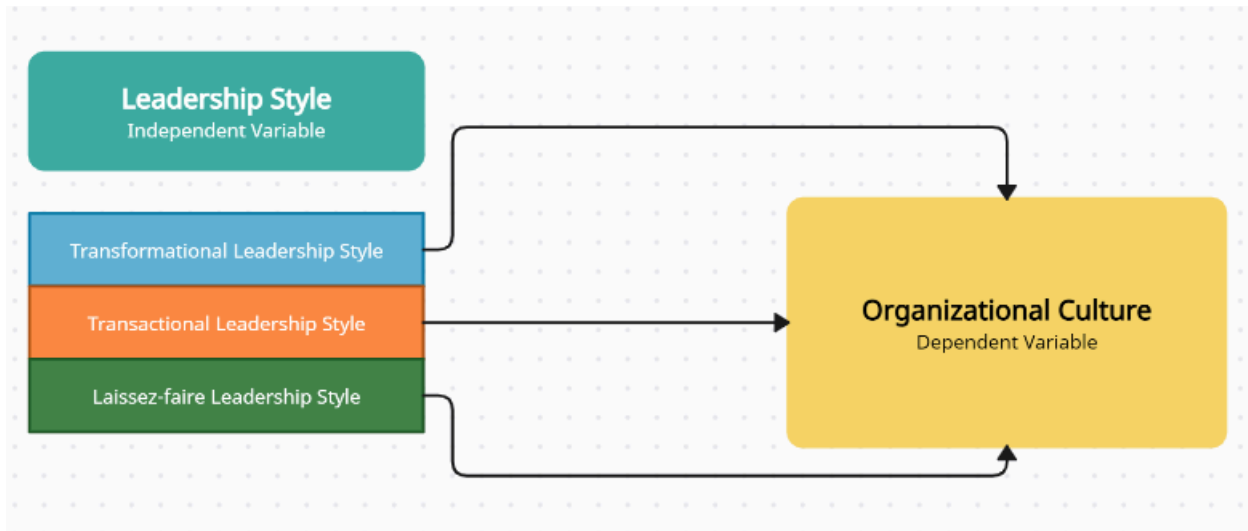 Leadership Style
Independent Variable
Transformational Leadership Style
Transactional Leadership Style
Laissez-faire Leadership Style
Organizational Culture
Dependent Variable